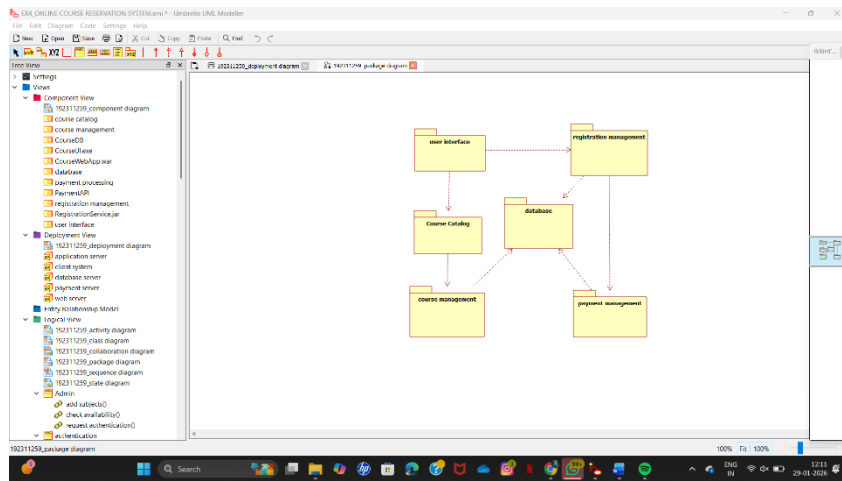 EX4_ONLINE COURSE RESERVATION SYSTEM.xmi * - Umbrello UML Modeller
File Edit Diagram Code Settings Help
New Open Save Cut Copy Paste Find
XYZ
Tree View
192311259_deployment diagram
192311259_package diagram
Settings
Views
Component View
192311259_component diagram
course catalog
course management
CourseDB
CourseUI.exe
CourseWebApp.war
database
payment processing
PaymentAPI
registration management
RegistrationService.jar
user interface
Deployment View
192311259_deployment diagram
application server
client system
database server
payment server
web server
Entity Relationship Model
Logical View
192311259_activity diagram
192311259_class diagram
192311259_collaboration diagram
192311259_package diagram
192311259_sequence diagram
192311259_state diagram
Admin
add subjects()
check availability()
request authentication()
authentication
user interface
registration management
Course Catalog
database
course management
payment management
192311259_package diagram
100% Fit 100%
Search
99+
ENG
IN
12:11
29-01-2026